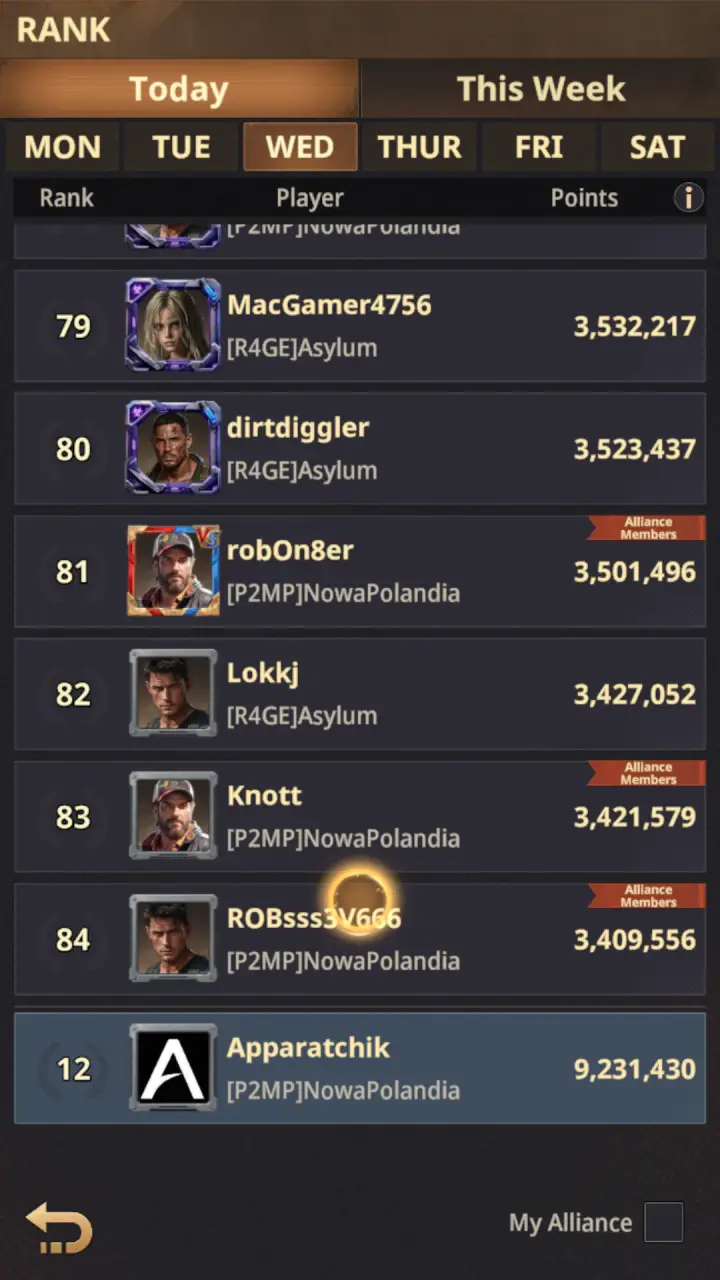 RANK
Today
This Week
MON TUE WED THUR FRI SAT
Rank Player Points
[P2MP]NowaPolandia
79 MacGamer4756 3,532,217
[R4GE]Asylum
80 dirtdiggler 3,523,437
[R4GE]Asylum
Alliance Members
81 robOn8er 3,501,496
[P2MP]NowaPolandia
82 Lokkj 3,427,052
[R4GE]Asylum
Alliance Members
83 Knott 3,421,579
[P2MP]NowaPolandia
Alliance Members
84 ROBsss3V666 3,409,556
[P2MP]NowaPolandia
12 Apparatchik 9,231,430
[P2MP]NowaPolandia
My Alliance